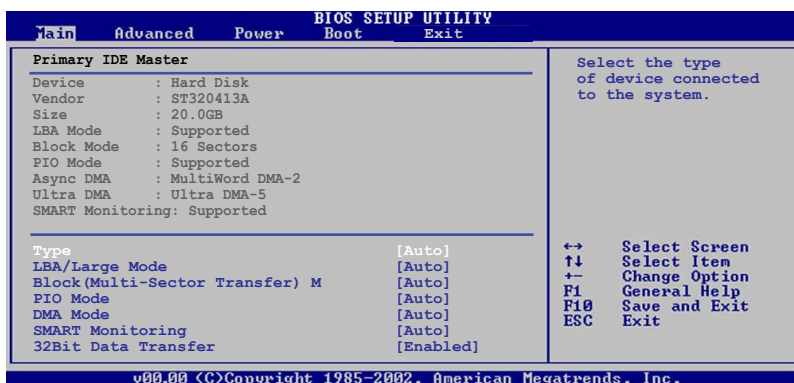 BIOS SETUP UTILITY
Main Advanced Power Boot Exit
Primary IDE Master
Device : Hard Disk
Vendor : ST320413A
Size : 20.0GB
LBA Mode : Supported
Block Mode : 16 Sectors
PIO Mode : Supported
Async DMA : MultiWord DMA-2
Ultra DMA : Ultra DMA-5
SMART Monitoring: Supported
Type [Auto]
LBA/Large Mode [Auto]
Block(Multi-Sector Transfer) M [Auto]
PIO Mode [Auto]
DMA Mode [Auto]
SMART Monitoring [Auto]
32Bit Data Transfer [Enabled]
Select the type
of device connected
to the system.
←→ Select Screen
↑↓ Select Item
+- Change Option
F1 General Help
F10 Save and Exit
ESC Exit
v00.00 (C)Copyright 1985-2002, American Megatrends, Inc.